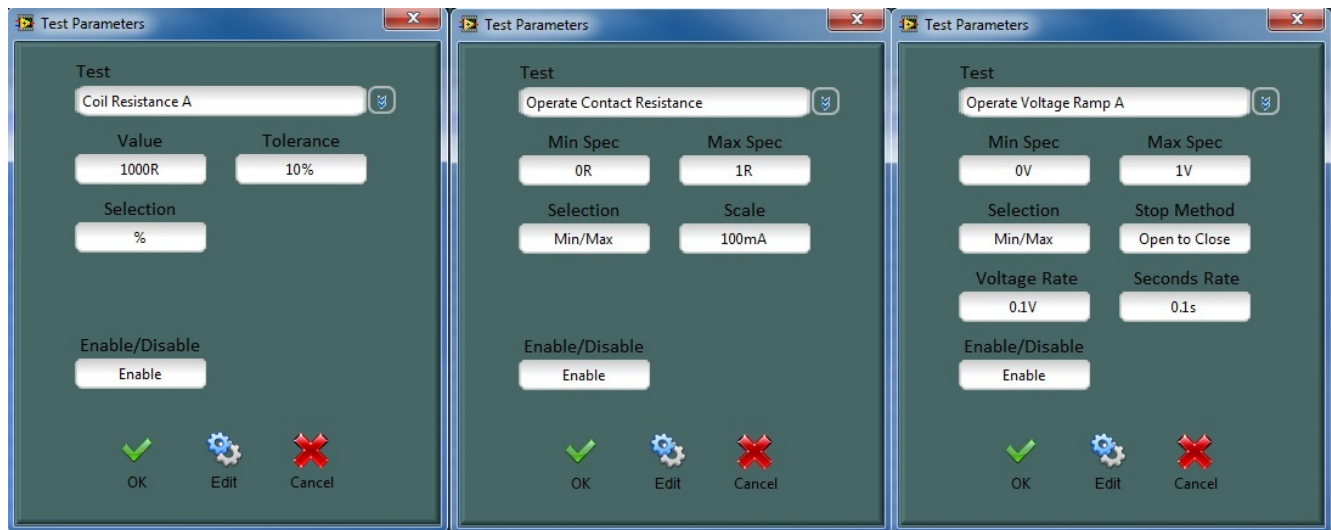 Test Parameters
Test
Coil Resistance A
Value Tolerance
1000R 10%
Selection
%
Enable/Disable
Enable
OK Edit Cancel
Test Parameters
Test
Operate Contact Resistance
Min Spec Max Spec
0R 1R
Selection Scale
Min/Max 100mA
Enable/Disable
Enable
OK Edit Cancel
Test Parameters
Test
Operate Voltage Ramp A
Min Spec Max Spec
0V 1V
Selection Stop Method
Min/Max Open to Close
Voltage Rate Seconds Rate
0.1V 0.1s
Enable/Disable
Enable
OK Edit Cancel